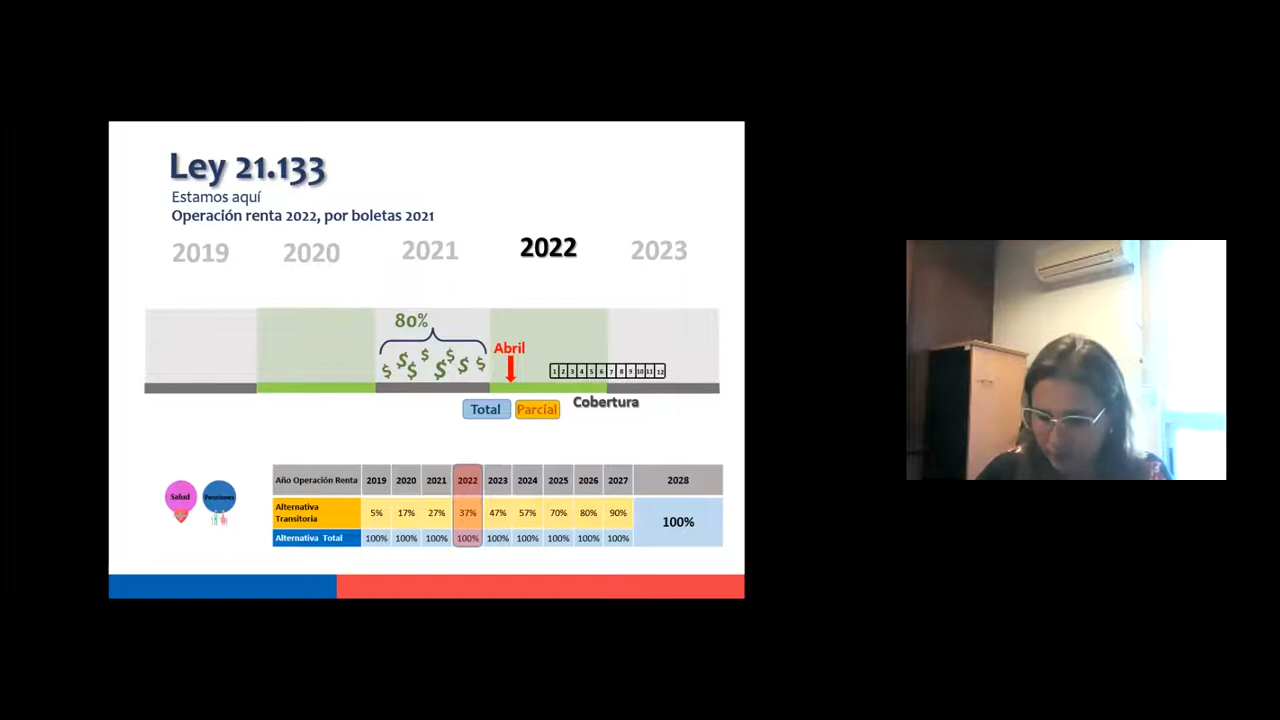 Ley 21.133
Estamos aquí
Operación renta 2022, por boletas 2021
2019 2020 2021 2022 2023
80%
$ $ $ $ $ $ $ $
Abril
1 2 3 4 5 6 7 8 9 10 11 12
Total Parcial Cobertura
Salud Pensiones
Año Operación Renta 2019 2020 2021 2022 2023 2024 2025 2026 2027 2028
Alternativa Transitoria 5% 17% 27% 37% 47% 57% 70% 80% 90% 100%
Alternativa Total 100% 100% 100% 100% 100% 100% 100% 100% 100%